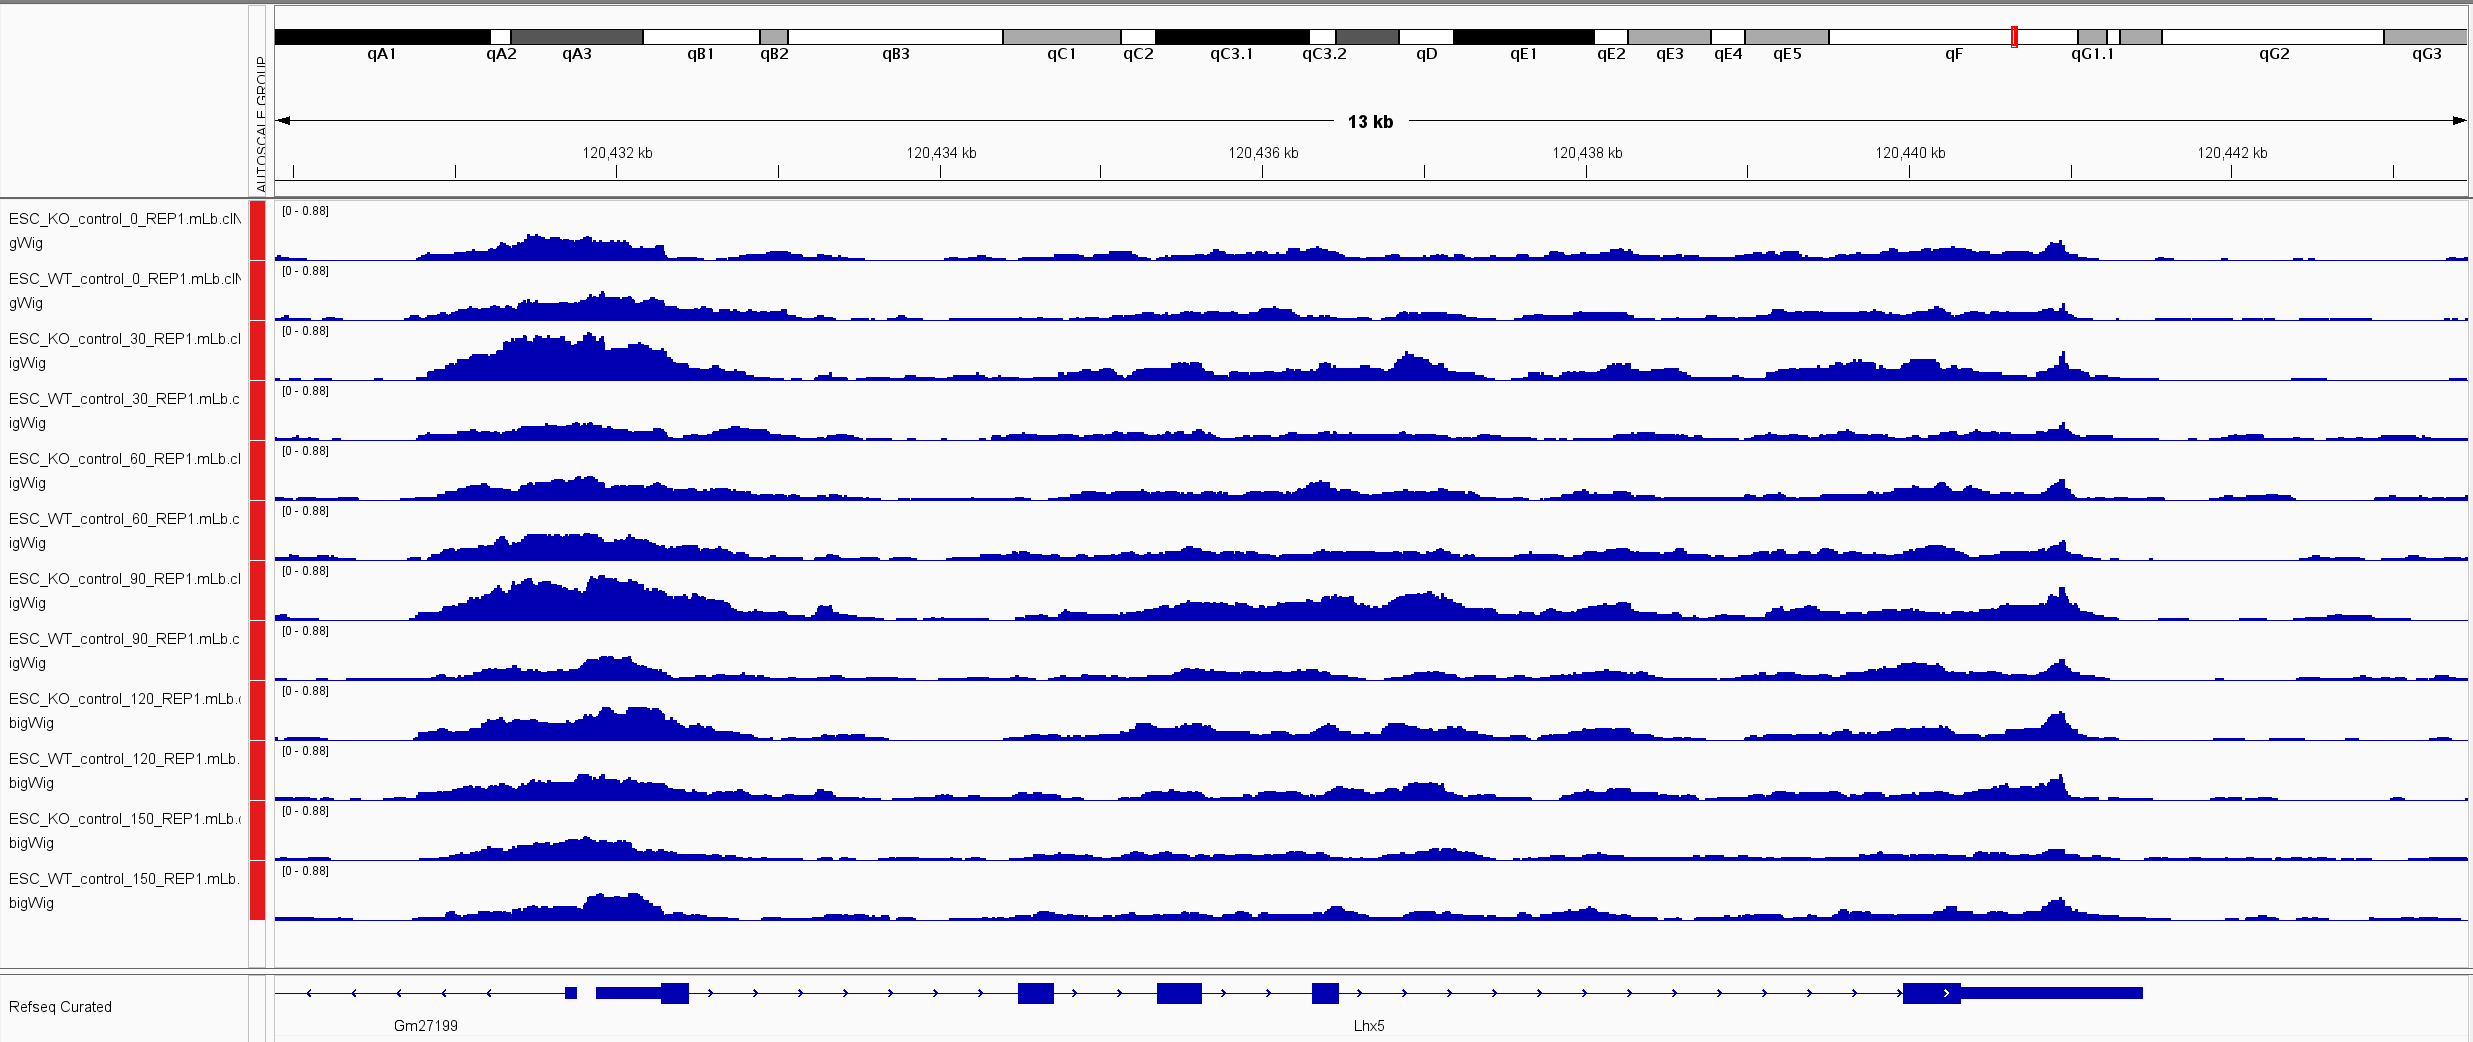 qA1 qA2 qA3 qB1 qB2 qB3 qC1 qC2 qC3.1 qC3.2 qD qE1 qE2 qE3 qE4 qE5 qF qG1.1 qG2 qG3
AUTOSCALE GROUP
13 kb
120,432 kb 120,434 kb 120,436 kb 120,438 kb 120,440 kb 120,442 kb
ESC_KO_control_0_REP1.mLb.clN
gWig
[0 - 0.88]
ESC_WT_control_0_REP1.mLb.clN
gWig
[0 - 0.88]
ESC_KO_control_30_REP1.mLb.cl
igWig
[0 - 0.88]
ESC_WT_control_30_REP1.mLb.c
igWig
[0 - 0.88]
ESC_KO_control_60_REP1.mLb.cl
igWig
[0 - 0.88]
ESC_WT_control_60_REP1.mLb.c
igWig
[0 - 0.88]
ESC_KO_control_90_REP1.mLb.cl
igWig
[0 - 0.88]
ESC_WT_control_90_REP1.mLb.c
igWig
[0 - 0.88]
ESC_KO_control_120_REP1.mLb.c
bigWig
[0 - 0.88]
ESC_WT_control_120_REP1.mLb.
bigWig
[0 - 0.88]
ESC_KO_control_150_REP1.mLb.c
bigWig
[0 - 0.88]
ESC_WT_control_150_REP1.mLb.
bigWig
[0 - 0.88]
Refseq Curated
Gm27199
Lhx5